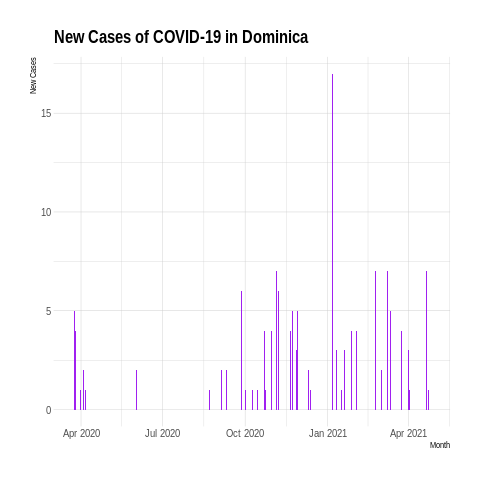 New Cases of COVID-19 in Dominica
New Cases
15
10
5
0
Apr 2020 Jul 2020 Oct 2020 Jan 2021 Apr 2021
Month